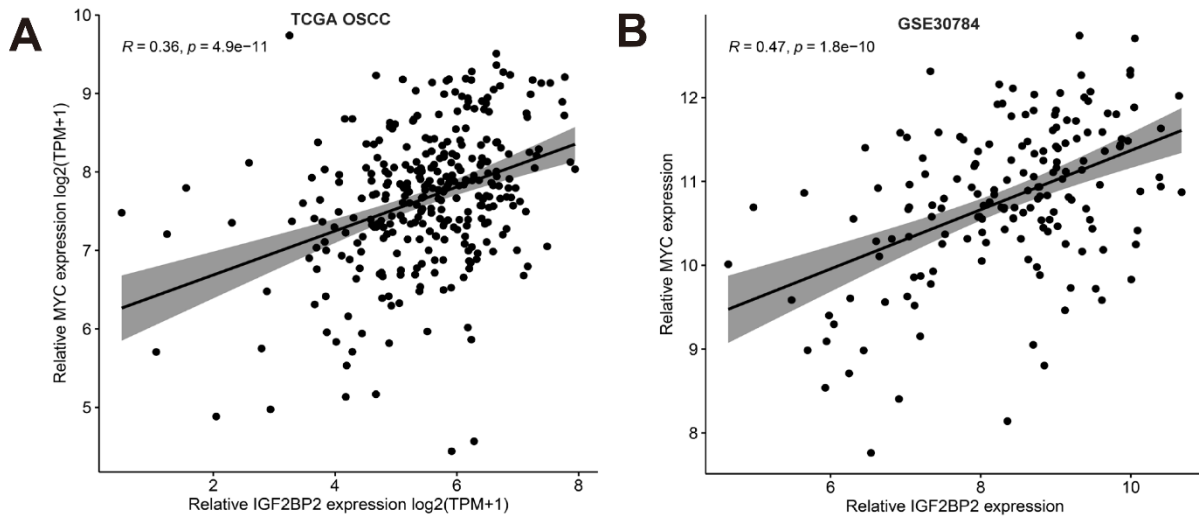 A
TCGA OSCC
R = 0.36, p = 4.9e−11
Relative MYC expression log2(TPM+1)
10
9
8
7
6
5
2
4
6
8
Relative IGF2BP2 expression log2(TPM+1)
B
GSE30784
R = 0.47, p = 1.8e−10
Relative MYC expression
12
11
10
9
8
6
8
10
Relative IGF2BP2 expression